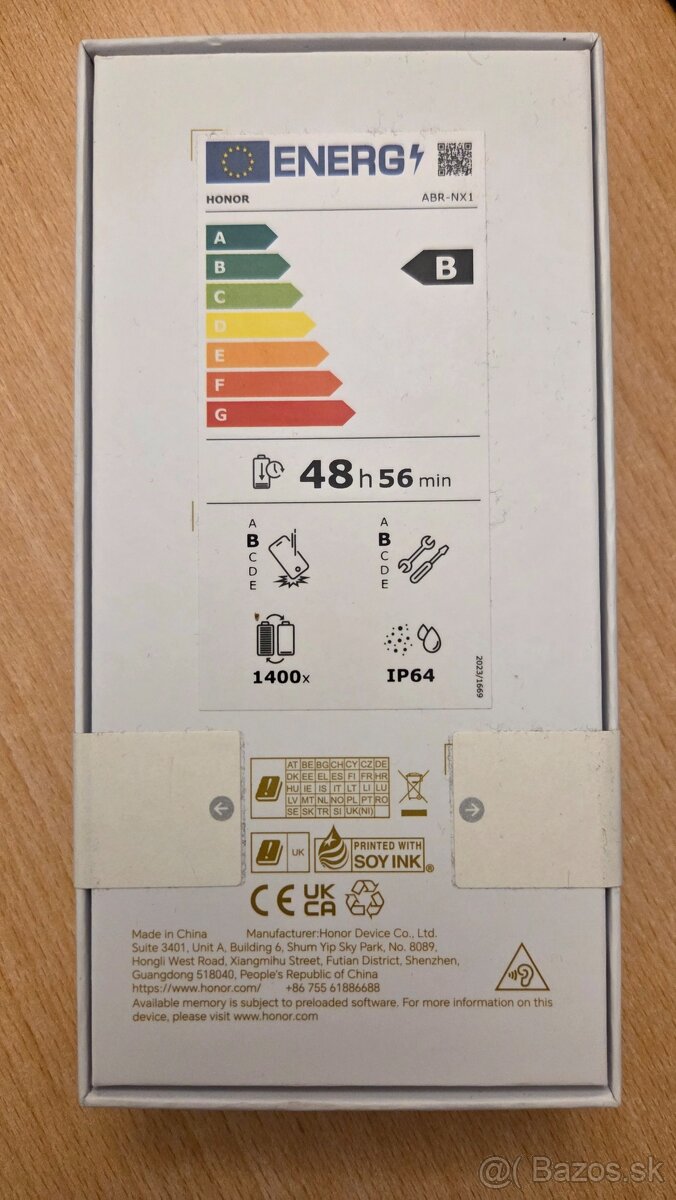 ENERG
HONOR ABR-NX1
A
B
B
C
D
E
F
G
48 h 56 min
A
B
C
D
E
A
B
C
D
E
1400x
IP64
2023/1669
AT BE BG CH CY CZ DE
DK EE EL ES FI FR HR
HU IE IS IT LT LI LU
LV MT NL NO PL PT RO
SE SK TR SI UK(NI)
UK
PRINTED WITH
SOY INK®
CE UK
CA
Made in China Manufacturer:Honor Device Co., Ltd.
Suite 3401, Unit A, Building 6, Shum Yip Sky Park, No. 8089,
Hongli West Road, Xiangmihu Street, Futian District, Shenzhen,
Guangdong 518040, People's Republic of China
https://www.honor.com/ +86 755 61886688
Available memory is subject to preloaded software. For more information on this
device, please visit www.honor.com
@( Bazos.sk